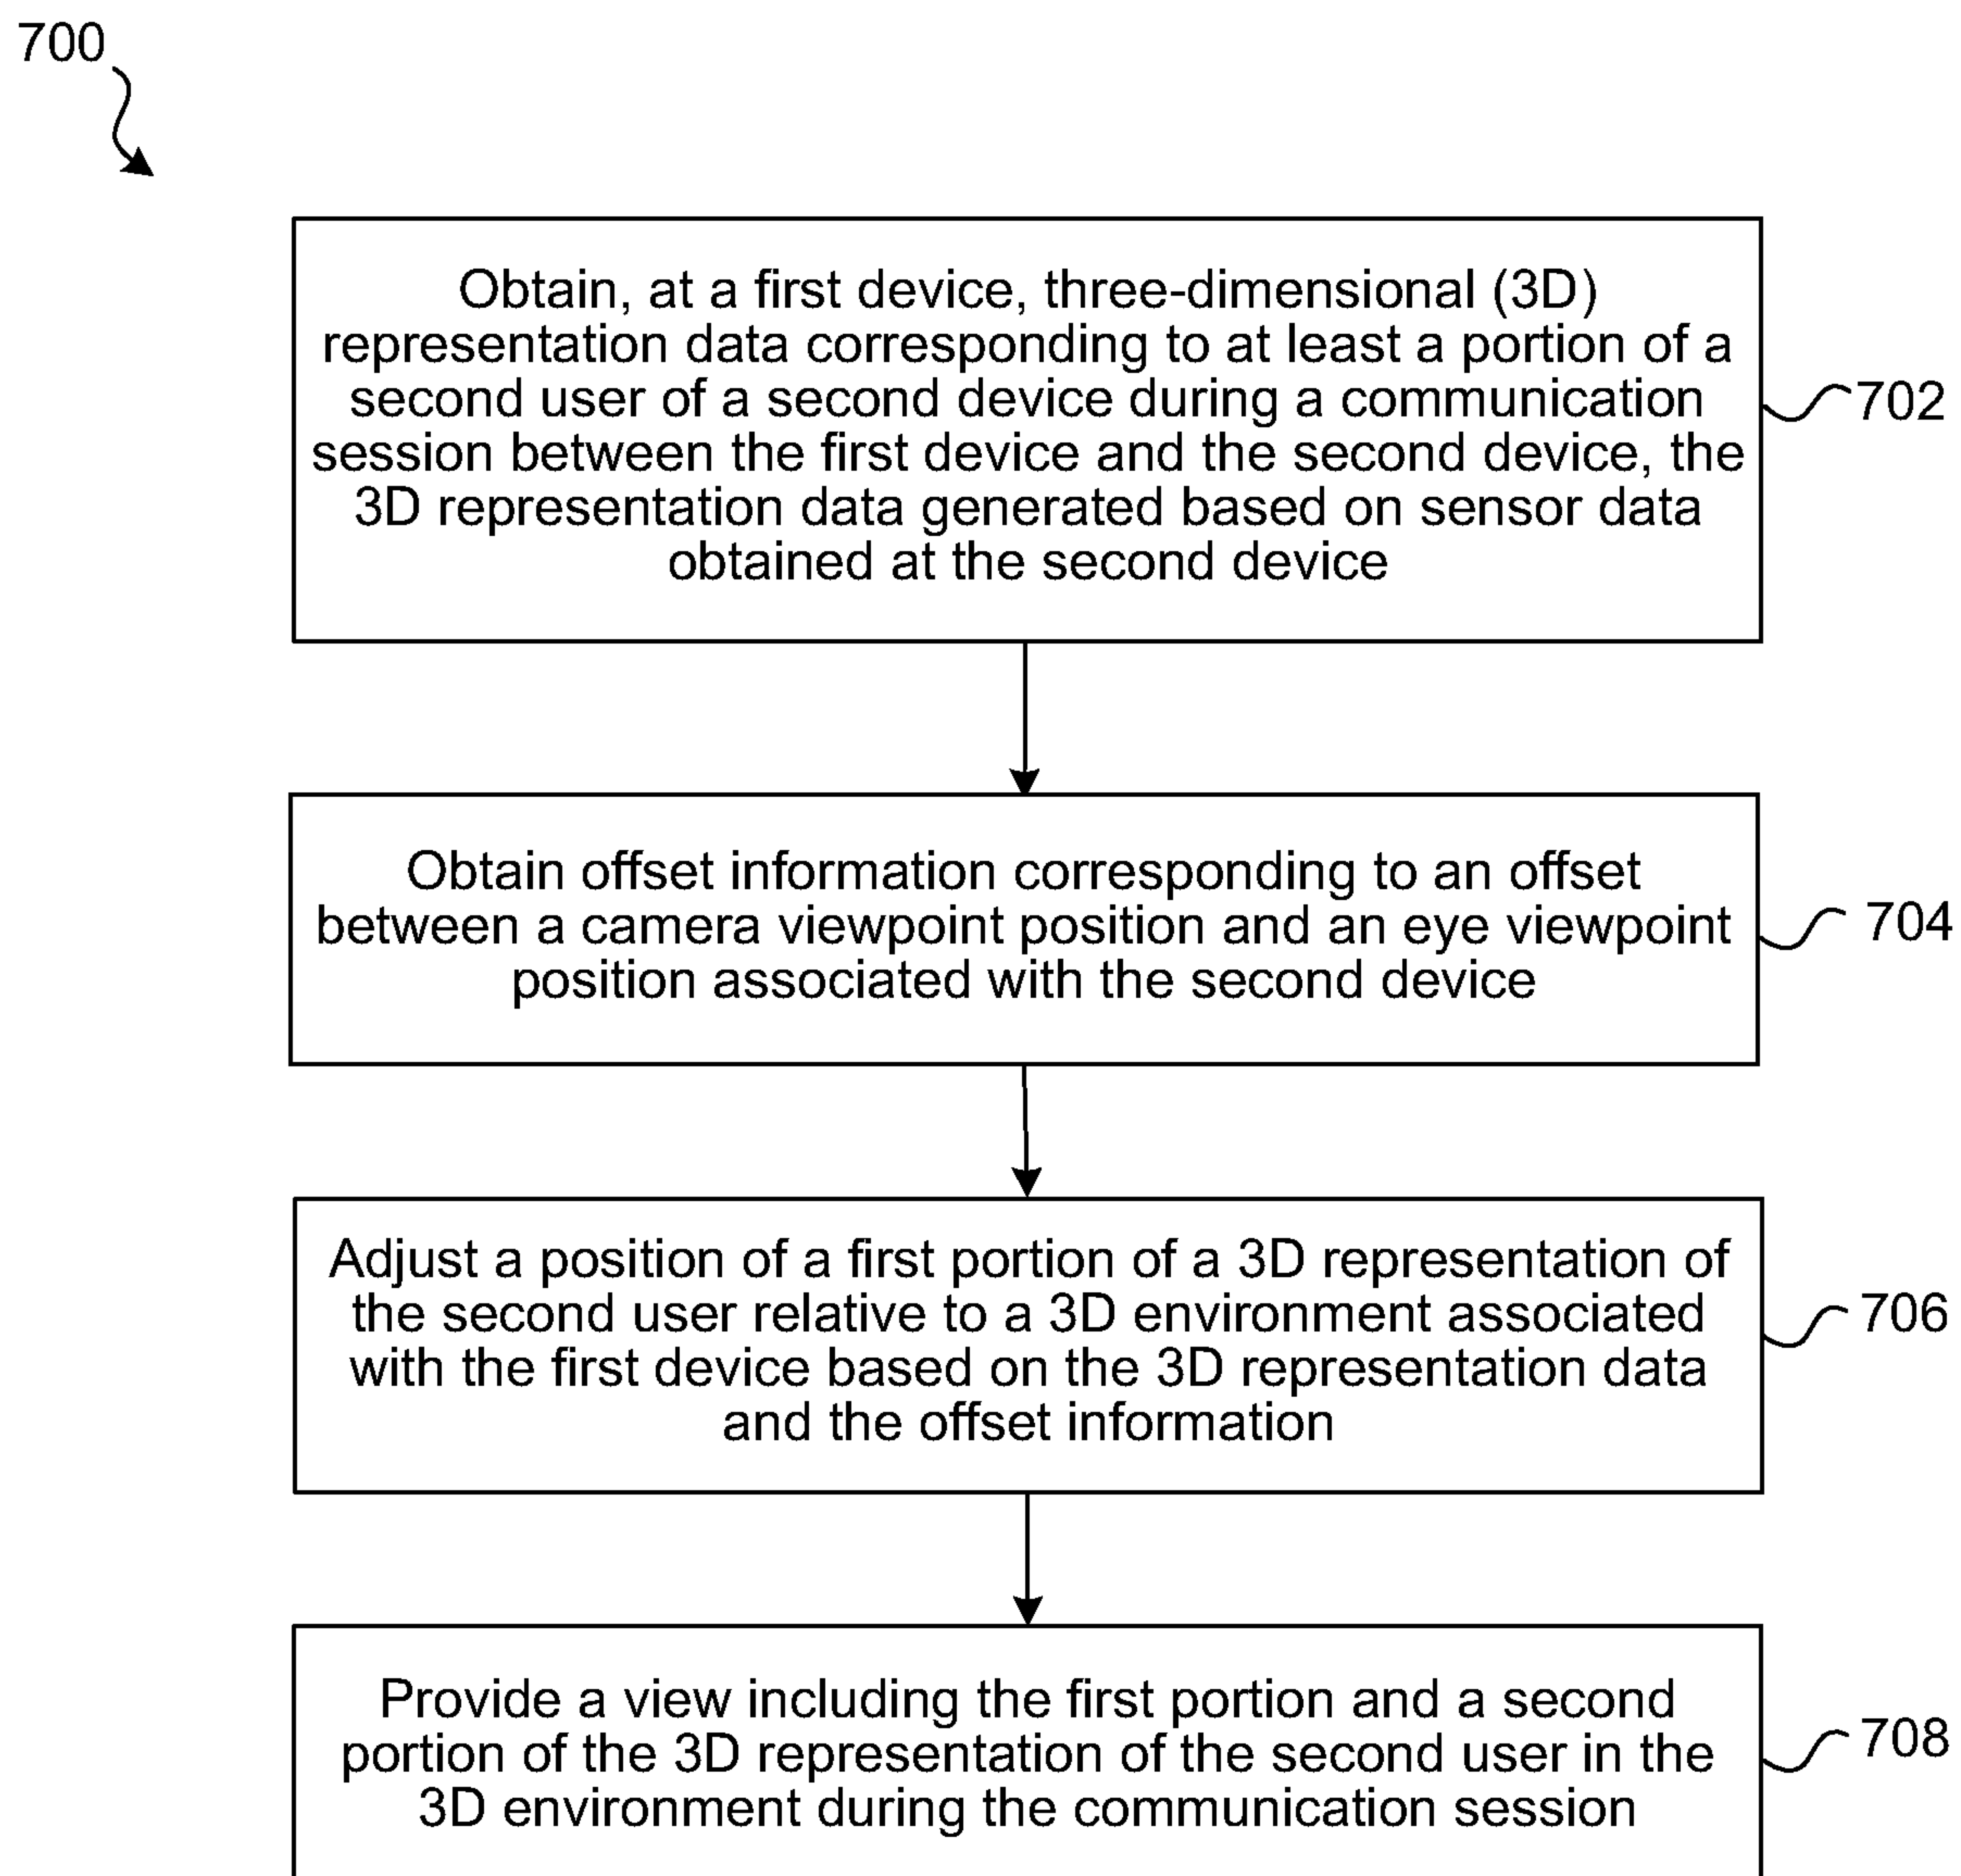 700
Obtain, at a first device, three-dimensional (3D)
representation data corresponding to at least a portion of a
second user of a second device during a communication
session between the first device and the second device, the
3D representation data generated based on sensor data
obtained at the second device
702
Obtain offset information corresponding to an offset
between a camera viewpoint position and an eye viewpoint
position associated with the second device
704
Adjust a position of a first portion of a 3D representation of
the second user relative to a 3D environment associated
with the first device based on the 3D representation data
and the offset information
706
Provide a view including the first portion and a second
portion of the 3D representation of the second user in the
3D environment during the communication session
708